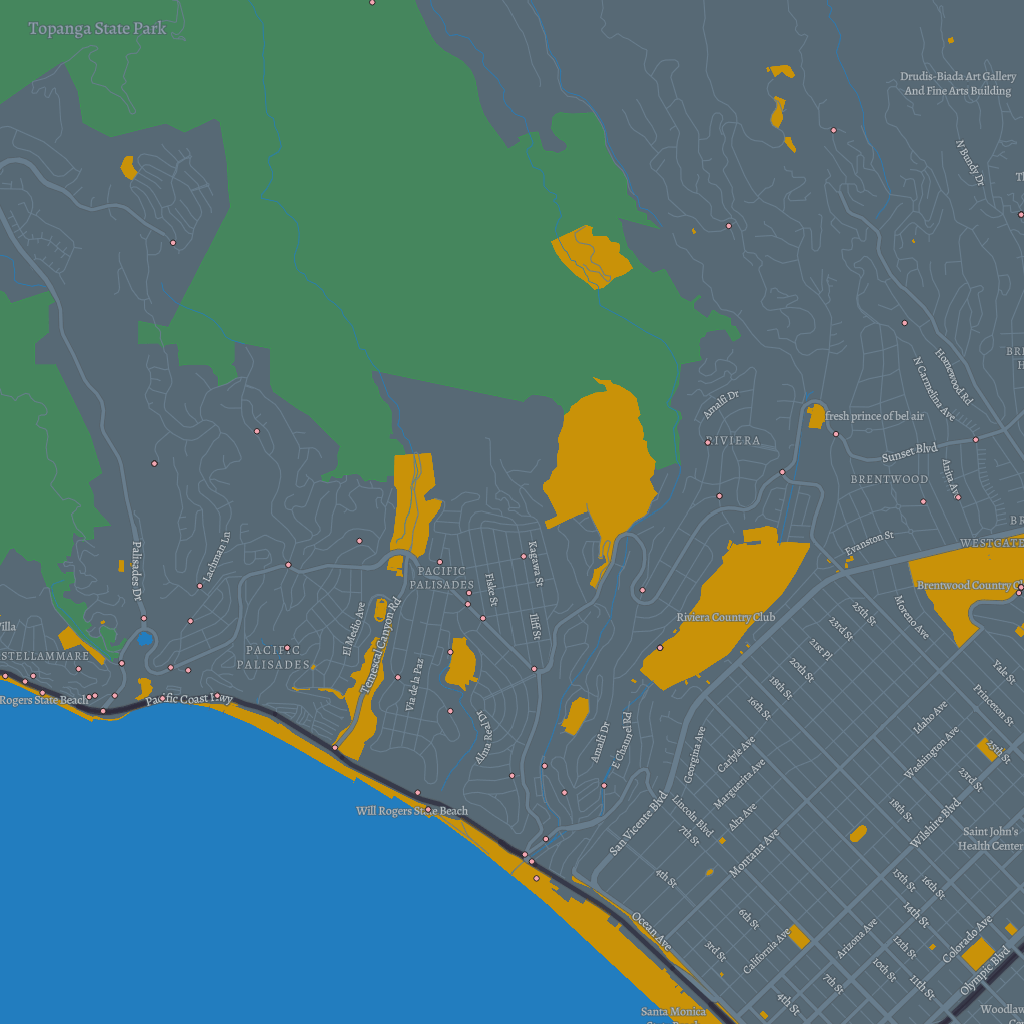 Topanga State Park
Drudis-Biada Art Gallery
And Fine Arts Building
N Bundy Dr
Homewood Rd
N Carmelina Ave
Amalfi Dr
fresh prince of bel air
RIVIERA
Sunset Blvd
BRENTWOOD
Anita Ave
Evanston St
WESTGATE
Palisades Dr
Lachman Ln
PACIFIC
PALISADES
Kagawa St
Fiske St
Iliff St
Brentwood Country Cl
Riviera Country Club
25th St
Moreno Ave
23rd St
21st Pl
20th St
18th St
16th St
Yale St
Princeton St
El Medio Ave
Temescal Canyon Rd
Villa
STELLAMMARE
PACIFIC
PALISADES
Via de la Paz
Rogers State Beach
Pacific Coast Hwy
Alma Real Dr
Amalfi Dr
E Channel Rd
Georgina Ave
Idaho Ave
Washington Ave
25th St
23rd St
Carlyle Ave
Marguerita Ave
Will Rogers State Beach
San Vicente Blvd
Lincoln Blvd
7th St
Alta Ave
Montana Ave
18th St
Wilshire Blvd
Saint John's
Health Center
4th St
15th St
16th St
14th St
6th St
Ocean Ave
3rd St
California Ave
Arizona Ave
12th St
Colorado Ave
10th St
11th St
Olympic Blvd
7th St
4th St
Santa Monica
Woodlaw